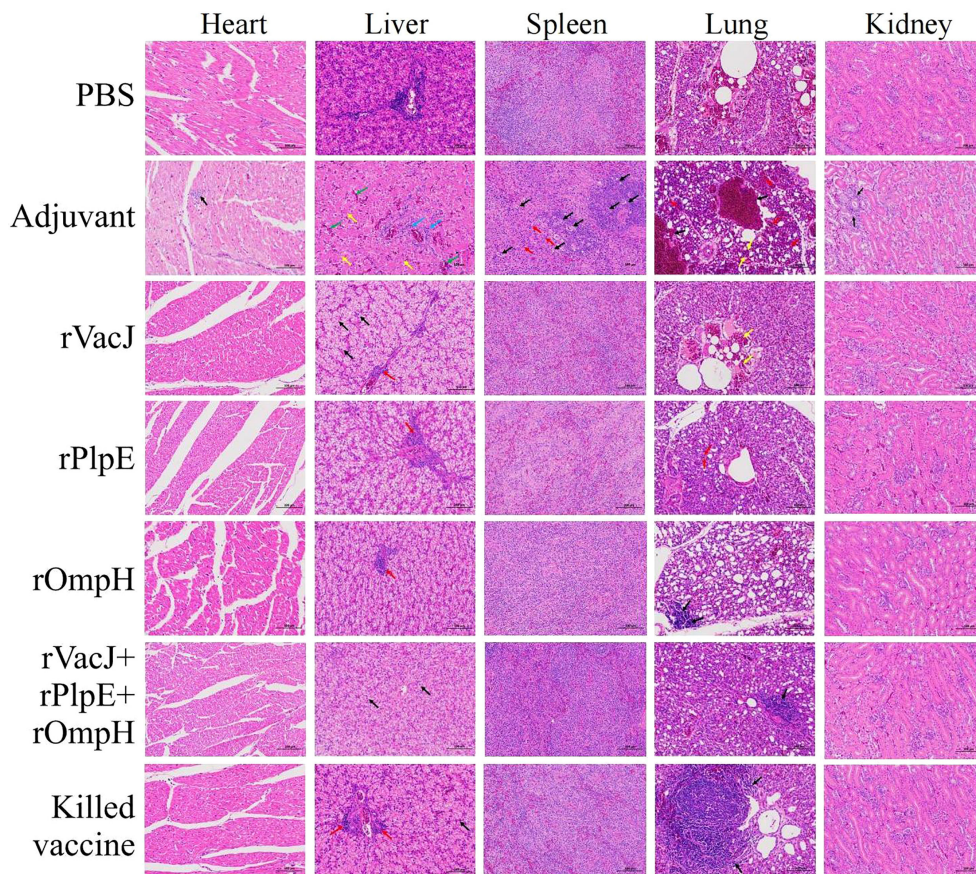 Heart Liver Spleen Lung Kidney
PBS
Adjuvant
rVacJ
rPlpE
rOmpH
rVacJ+
rPlpE+
rOmpH
Killed
vaccine